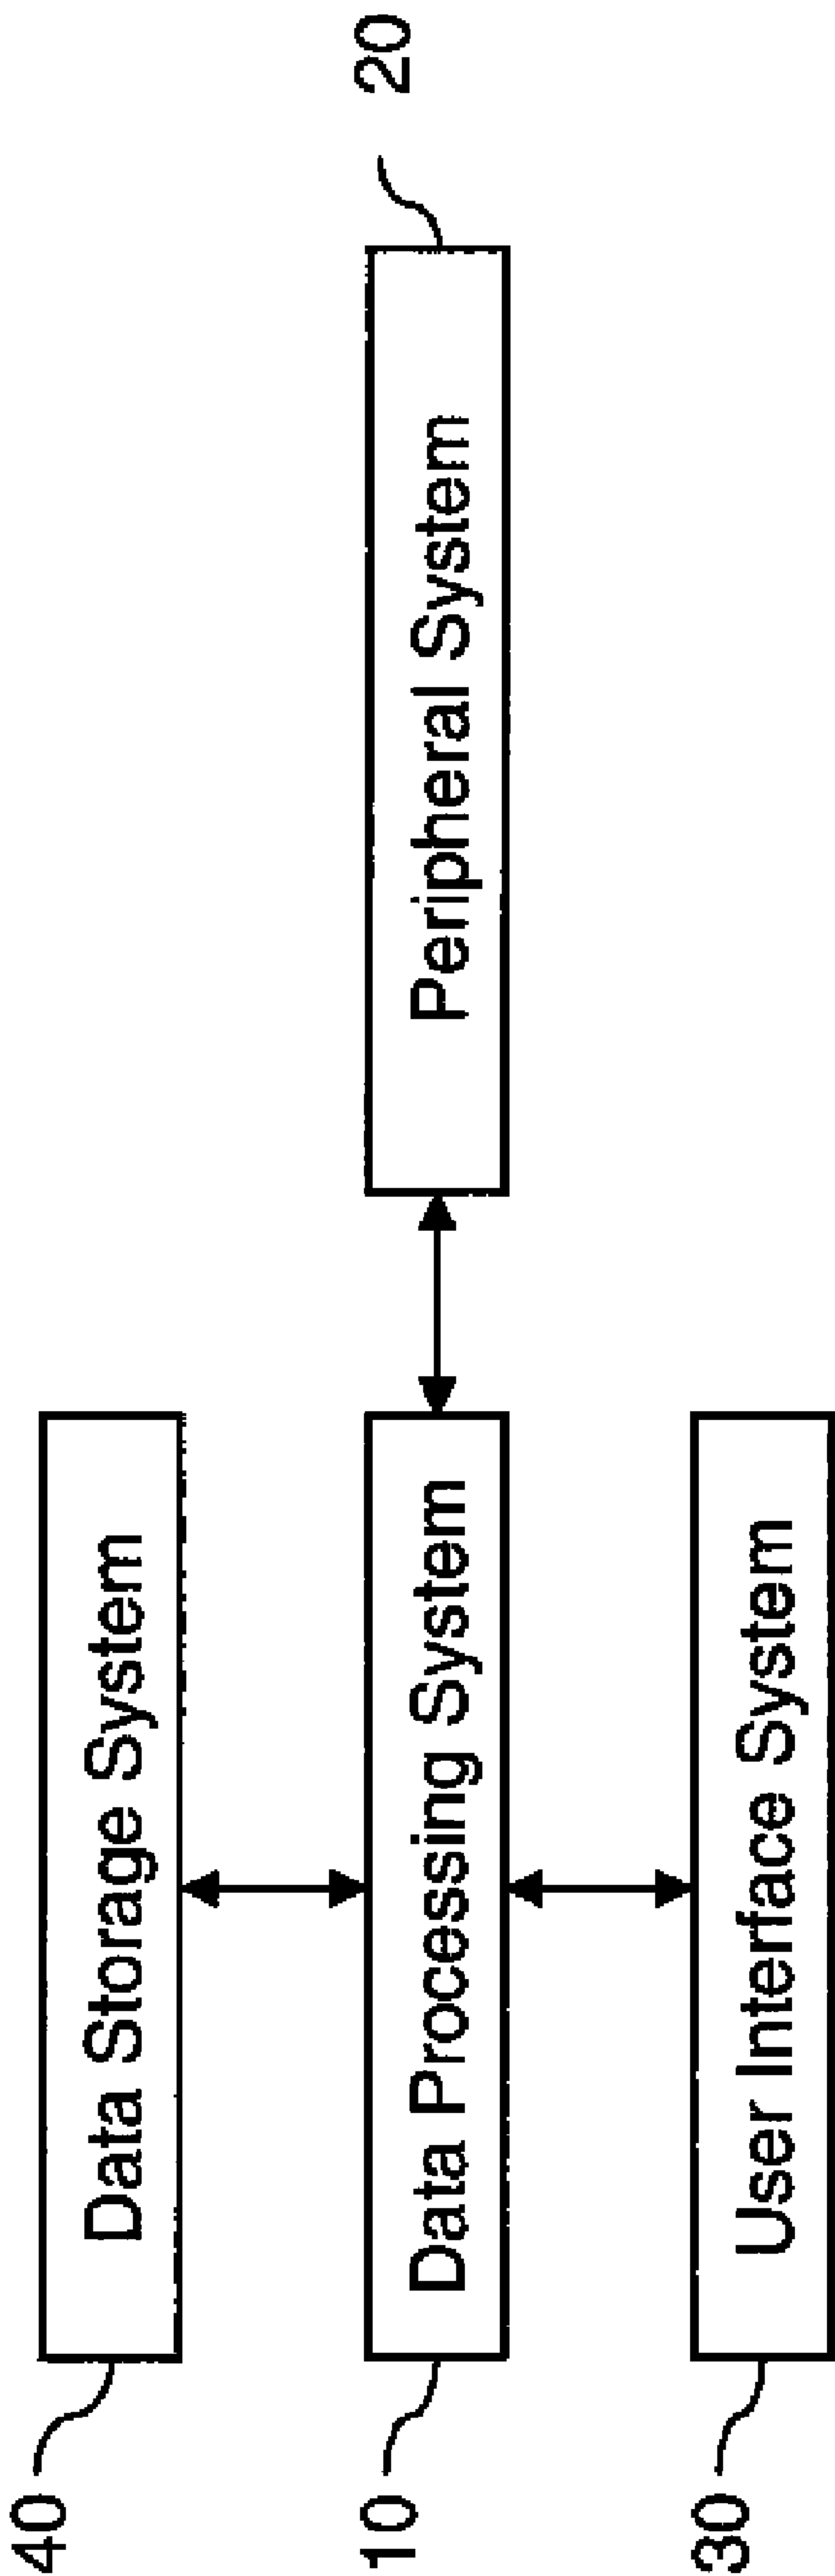 40
Data Storage System
10
Data Processing System
Peripheral System
20
30
User Interface System